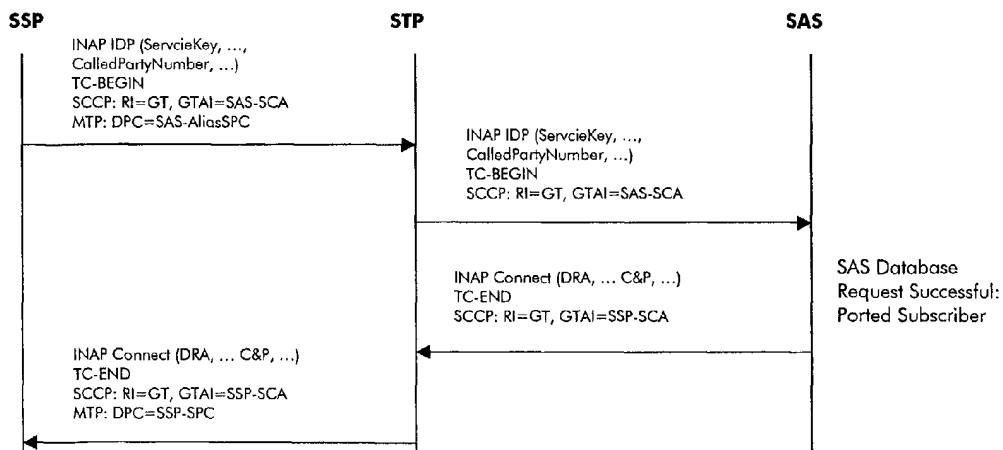 SSP
STP
SAS
INAP IDP (ServcieKey, ...,
CalledPartyNumber, ...)
TC-BEGIN
SCCP: RI=GT, GTAI=SAS-SCA
MTP: DPC=SAS-AliasSPC
INAP IDP (ServcieKey, ...,
CalledPartyNumber, ...)
TC-BEGIN
SCCP: RI=GT, GTAI=SAS-SCA
SAS Database
Request Successful:
Ported Subscriber
INAP Connect (DRA, ... C&P, ...)
TC-END
SCCP: RI=GT, GTAI=SSP-SCA
INAP Connect (DRA, ... C&P, ...)
TC-END
SCCP: RI=GT, GTAI=SSP-SCA
MTP: DPC=SSP-SPC